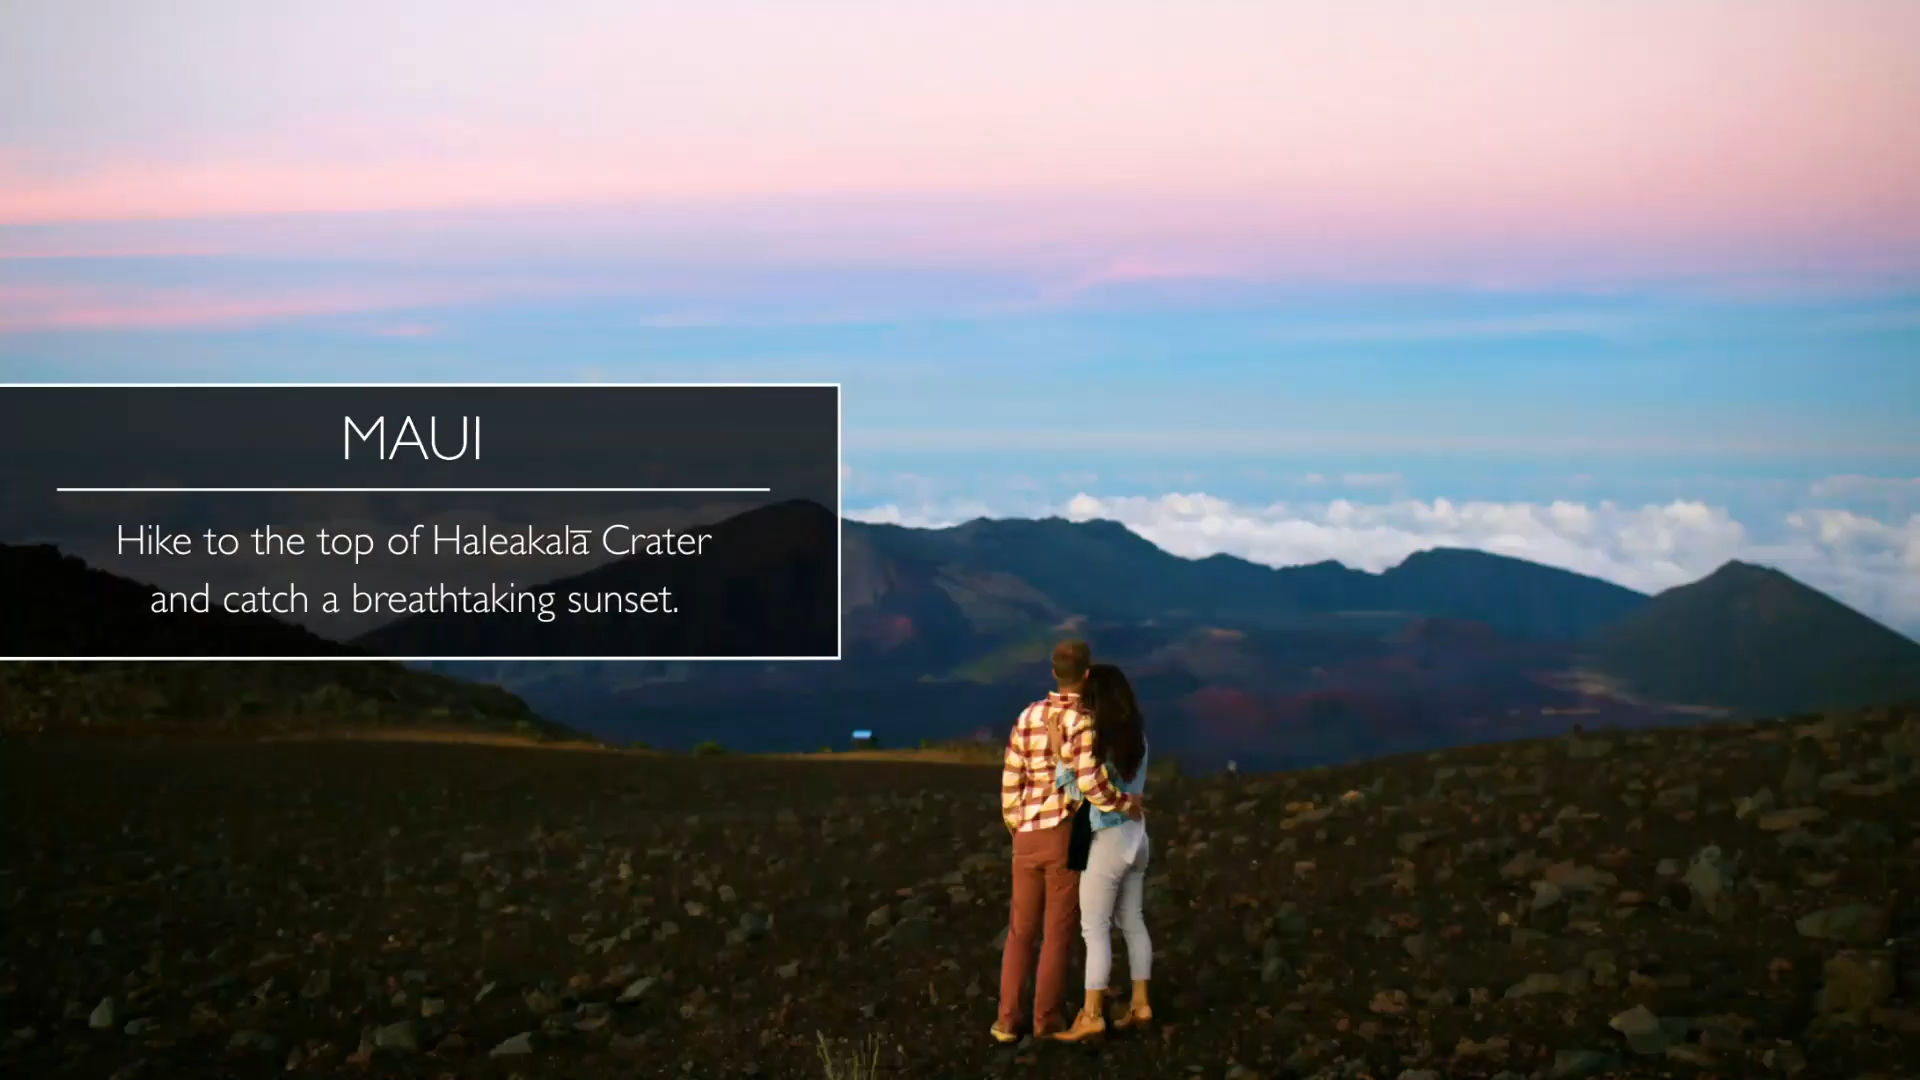 MAUI
Hike to the top of Haleakalā Crater
and catch a breathtaking sunset.